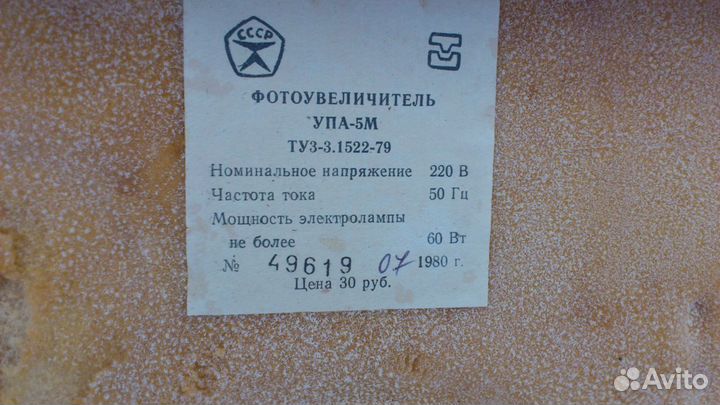 СССР
ФОТОУВЕЛИЧИТЕЛЬ
УПА-5М
ТУ3-3.1522-79
Номинальное напряжение 220 В
Частота тока 50 Гц
Мощность электролампы
не более 60 Вт
№ 49619 07 1980 г.
Цена 30 руб.
Avito